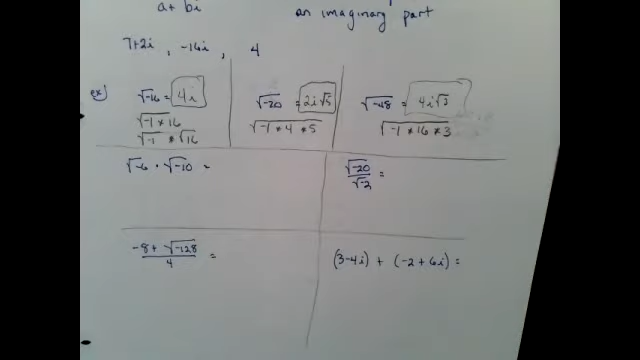 a + bi
an imaginary part
7+2i , -16i , 4
ex)
√-16 = 4i
√-1 * 16
√-1 * √16
√-20 = 2i√5
√-1 * 4 * 5
√-48 = 4i√3
√-1 * 16 * 3
√-6 · √-10 =
√-20 / √-2 =
-8 + √-128 / 4 =
(3-4i) + (-2+6i) =